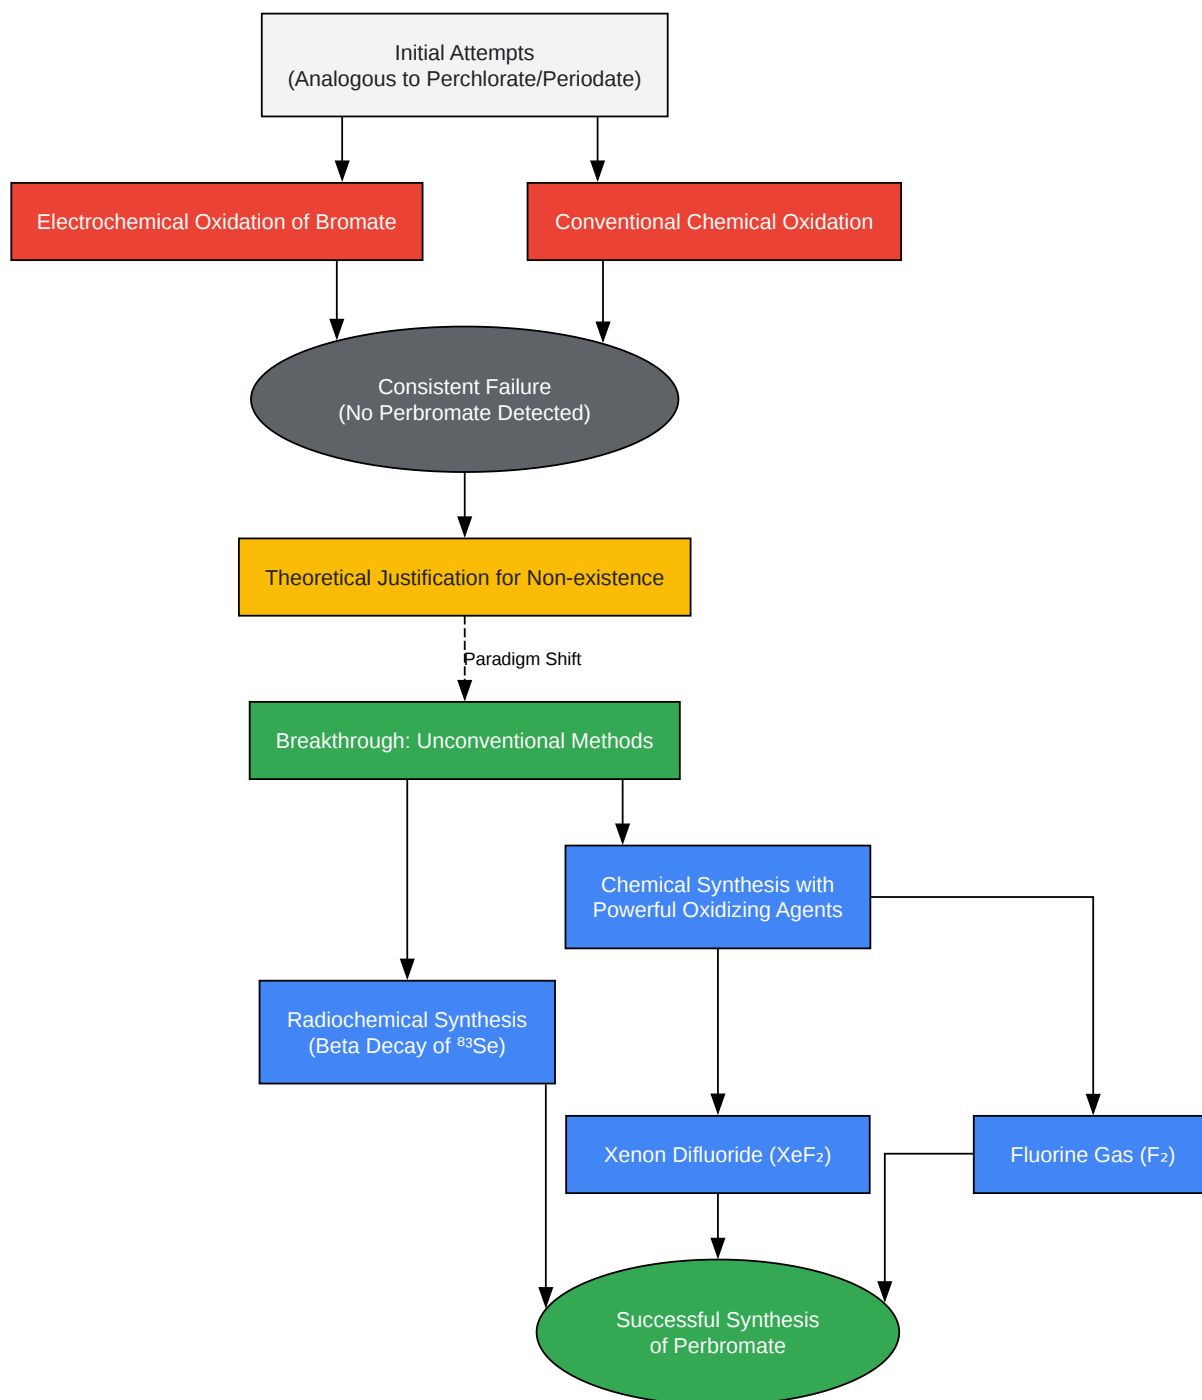 Initial Attempts
(Analogous to Perchlorate/Periodate)
Electrochemical Oxidation of Bromate
Conventional Chemical Oxidation
Consistent Failure
(No Perbromate Detected)
Theoretical Justification for Non-existence
Paradigm Shift
Breakthrough: Unconventional Methods
Chemical Synthesis with
Powerful Oxidizing Agents
Radiochemical Synthesis
(Beta Decay of ⁸³Se)
Xenon Difluoride (XeF₂)
Fluorine Gas (F₂)
Successful Synthesis
of Perbromate